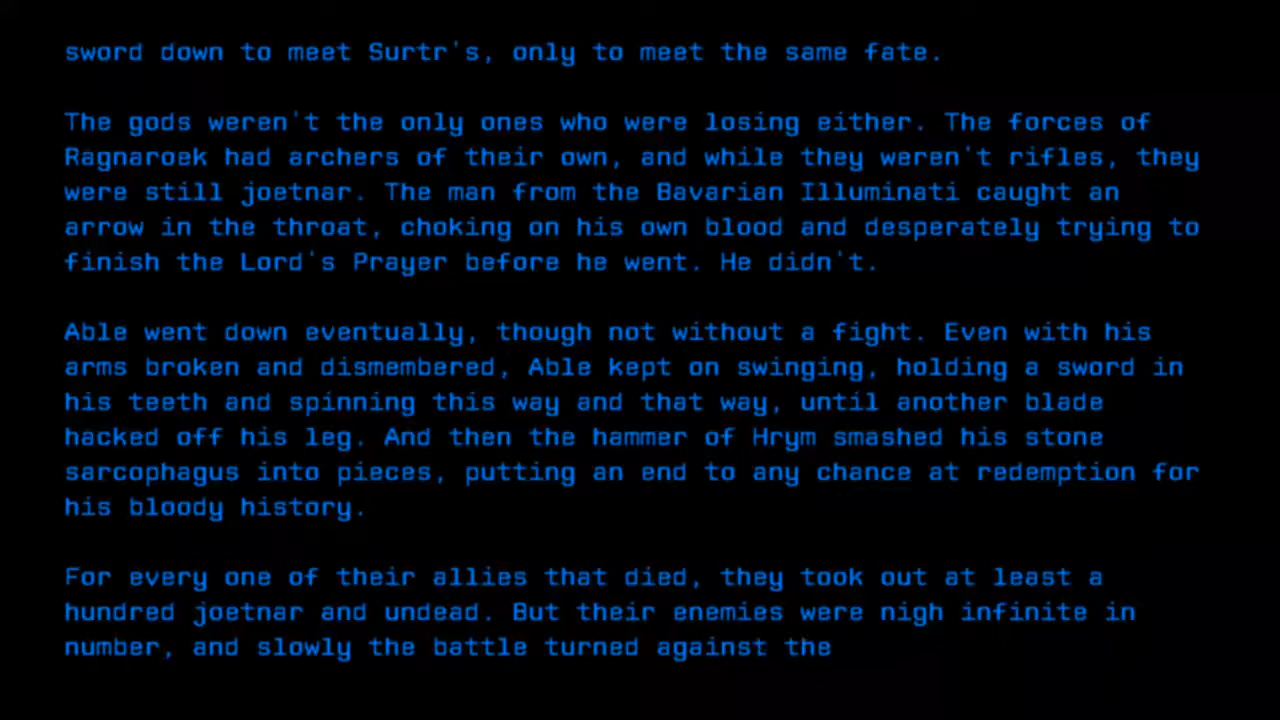 sword down to meet Surtr's, only to meet the same fate.
The gods weren't the only ones who were losing either. The forces of
Ragnaroek had archers of their own, and while they weren't rifles, they
were still joetnar. The man from the Bavarian Illuminati caught an
arrow in the throat, choking on his own blood and desperately trying to
finish the Lord's Prayer before he went. He didn't.
Able went down eventually, though not without a fight. Even with his
arms broken and dismembered, Able kept on swinging, holding a sword in
his teeth and spinning this way and that way, until another blade
hacked off his leg. And then the hammer of Hrym smashed his stone
sarcophagus into pieces, putting an end to any chance at redemption for
his bloody history.
For every one of their allies that died, they took out at least a
hundred joetnar and undead. But their enemies were nigh infinite in
number, and slowly the battle turned against the